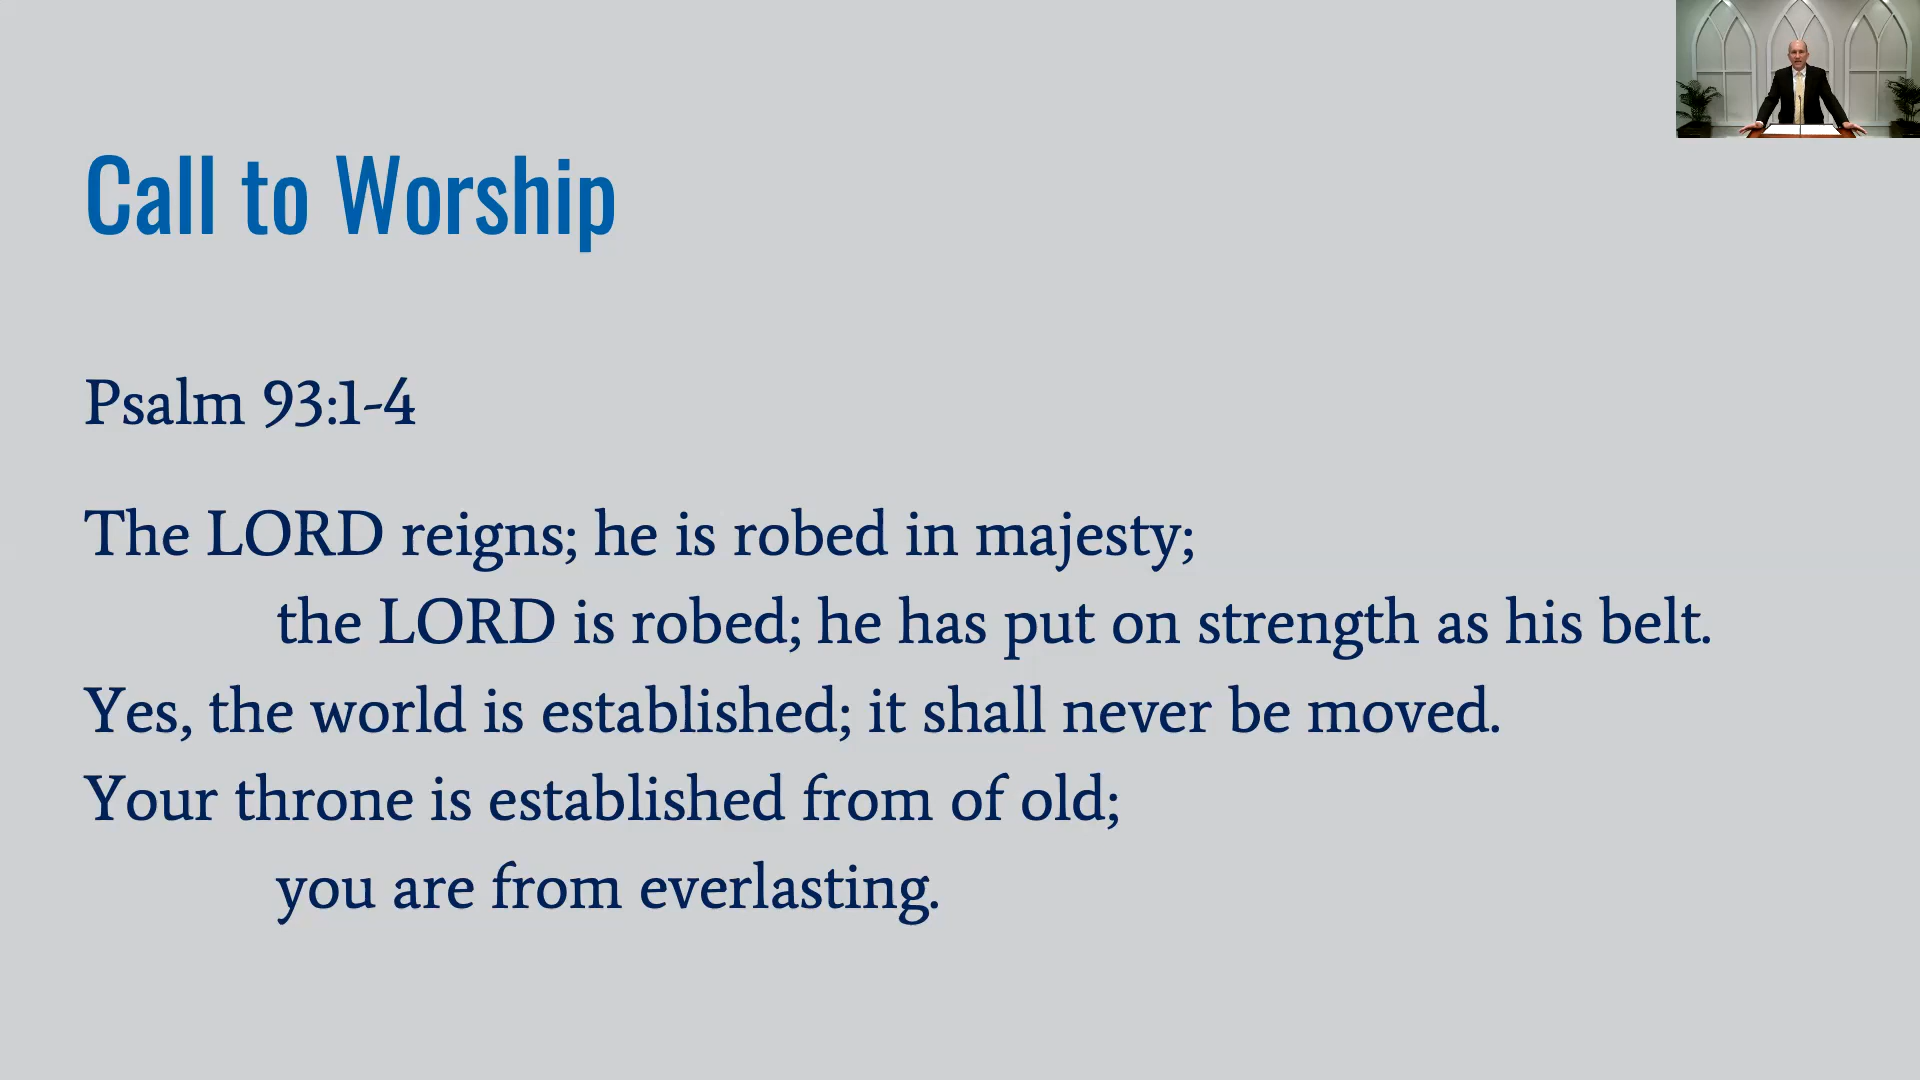 Call to Worship
Psalm 93:1-4
The LORD reigns; he is robed in majesty;
the LORD is robed; he has put on strength as his belt.
Yes, the world is established; it shall never be moved.
Your throne is established from of old;
you are from everlasting.